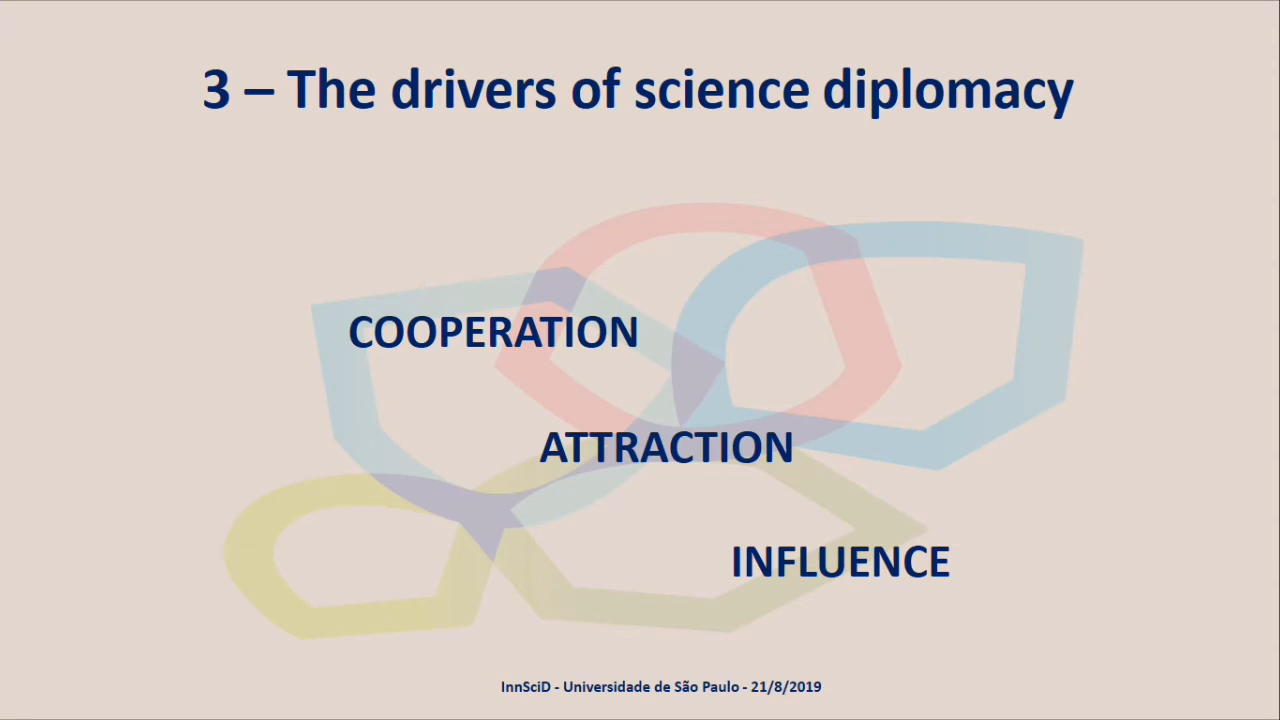 3 – The drivers of science diplomacy
COOPERATION
ATTRACTION
INFLUENCE
InnSciD - Universidade de São Paulo - 21/8/2019